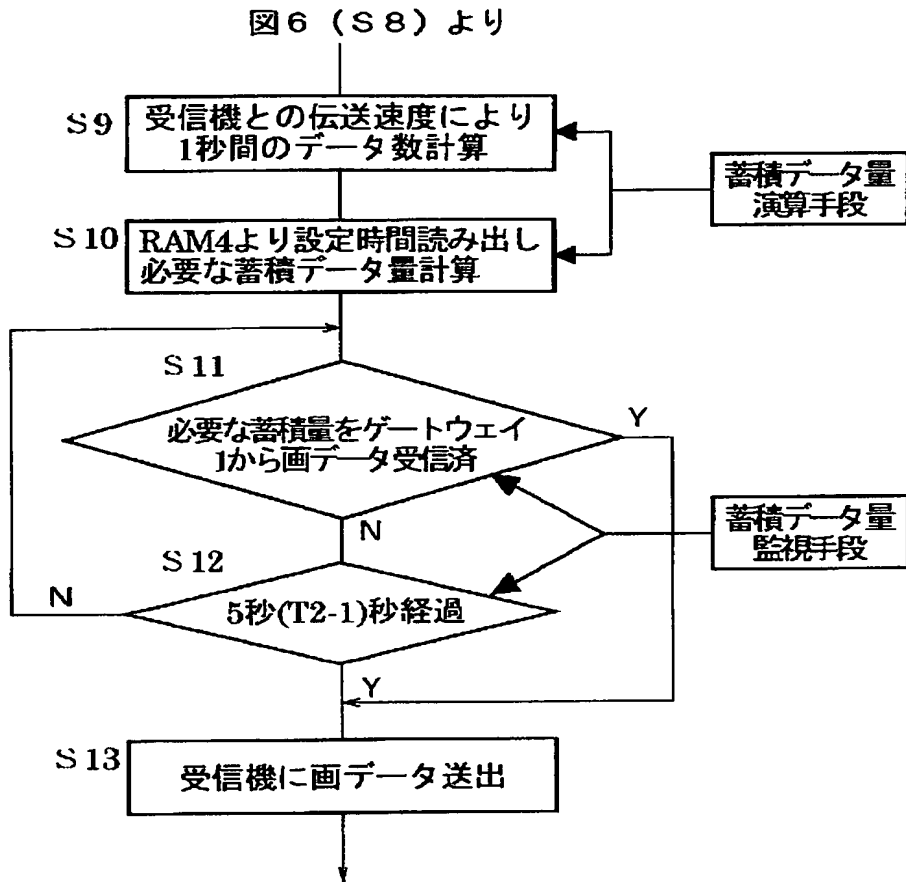 図6（S8）より
S9
受信機との伝送速度により
1秒間のデータ数計算
蓄積データ量
演算手段
S10
RAM4より設定時間読み出し
必要な蓄積データ量計算
S11
必要な蓄積量をゲートウェイ
1から画データ受信済
Y
N
蓄積データ量
監視手段
S12
5秒(T2-1)秒経過
N
Y
S13
受信機に画データ送出